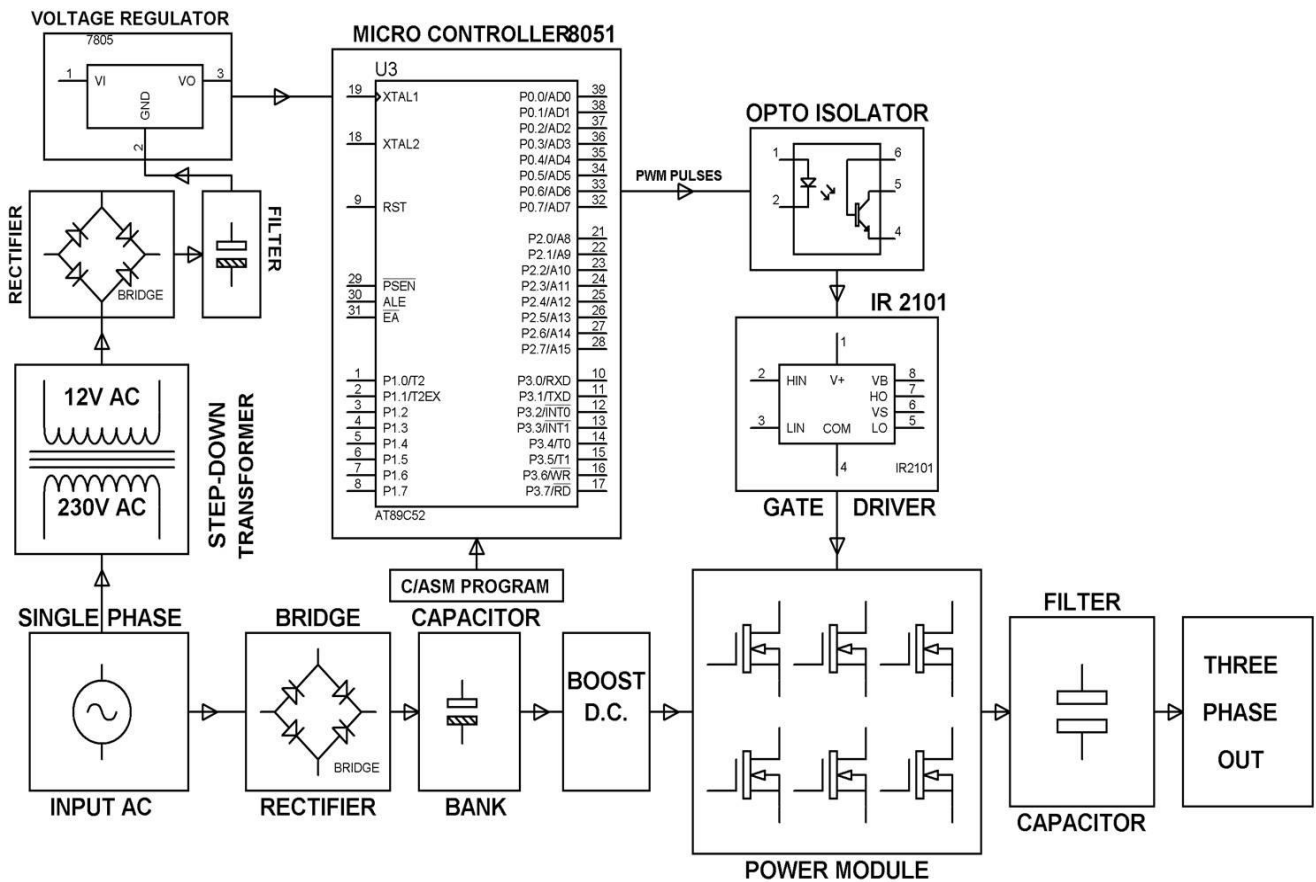 VOLTAGE REGULATOR
7805
1
VI
VO
3
GND
2
RECTIFIER
BRIDGE
FILTER
12V AC
230V AC
STEP-DOWN
TRANSFORMER
MICRO CONTROLLER8051
U3
19 XTAL1
18 XTAL2
9 RST
29 PSEN
30 ALE
31 EA
1 P1.0/T2
2 P1.1/T2EX
3 P1.2
4 P1.3
5 P1.4
6 P1.5
7 P1.6
8 P1.7
P0.0/AD0 39
P0.1/AD1 38
P0.2/AD2 37
P0.3/AD3 36
P0.4/AD4 35
P0.5/AD5 34
P0.6/AD6 33
P0.7/AD7 32
P2.0/A8 21
P2.1/A9 22
P2.2/A10 23
P2.3/A11 24
P2.4/A12 25
P2.5/A13 26
P2.6/A14 27
P2.7/A15 28
P3.0/RXD 10
P3.1/TXD 11
P3.2/INT0 12
P3.3/INT1 13
P3.4/T0 14
P3.5/T1 15
P3.6/WR 16
P3.7/RD 17
AT89C52
C/ASM PROGRAM
PWM PULSES
OPTO ISOLATOR
1
2
6
5
4
IR 2101
1
2 HIN
V+
VB 8
HO 7
VS 6
3 LIN
COM
LO 5
4
IR2101
GATE DRIVER
SINGLE PHASE
INPUT AC
BRIDGE
BRIDGE
RECTIFIER
CAPACITOR
BANK
BOOST
D.C.
POWER MODULE
FILTER
CAPACITOR
THREE
PHASE
OUT